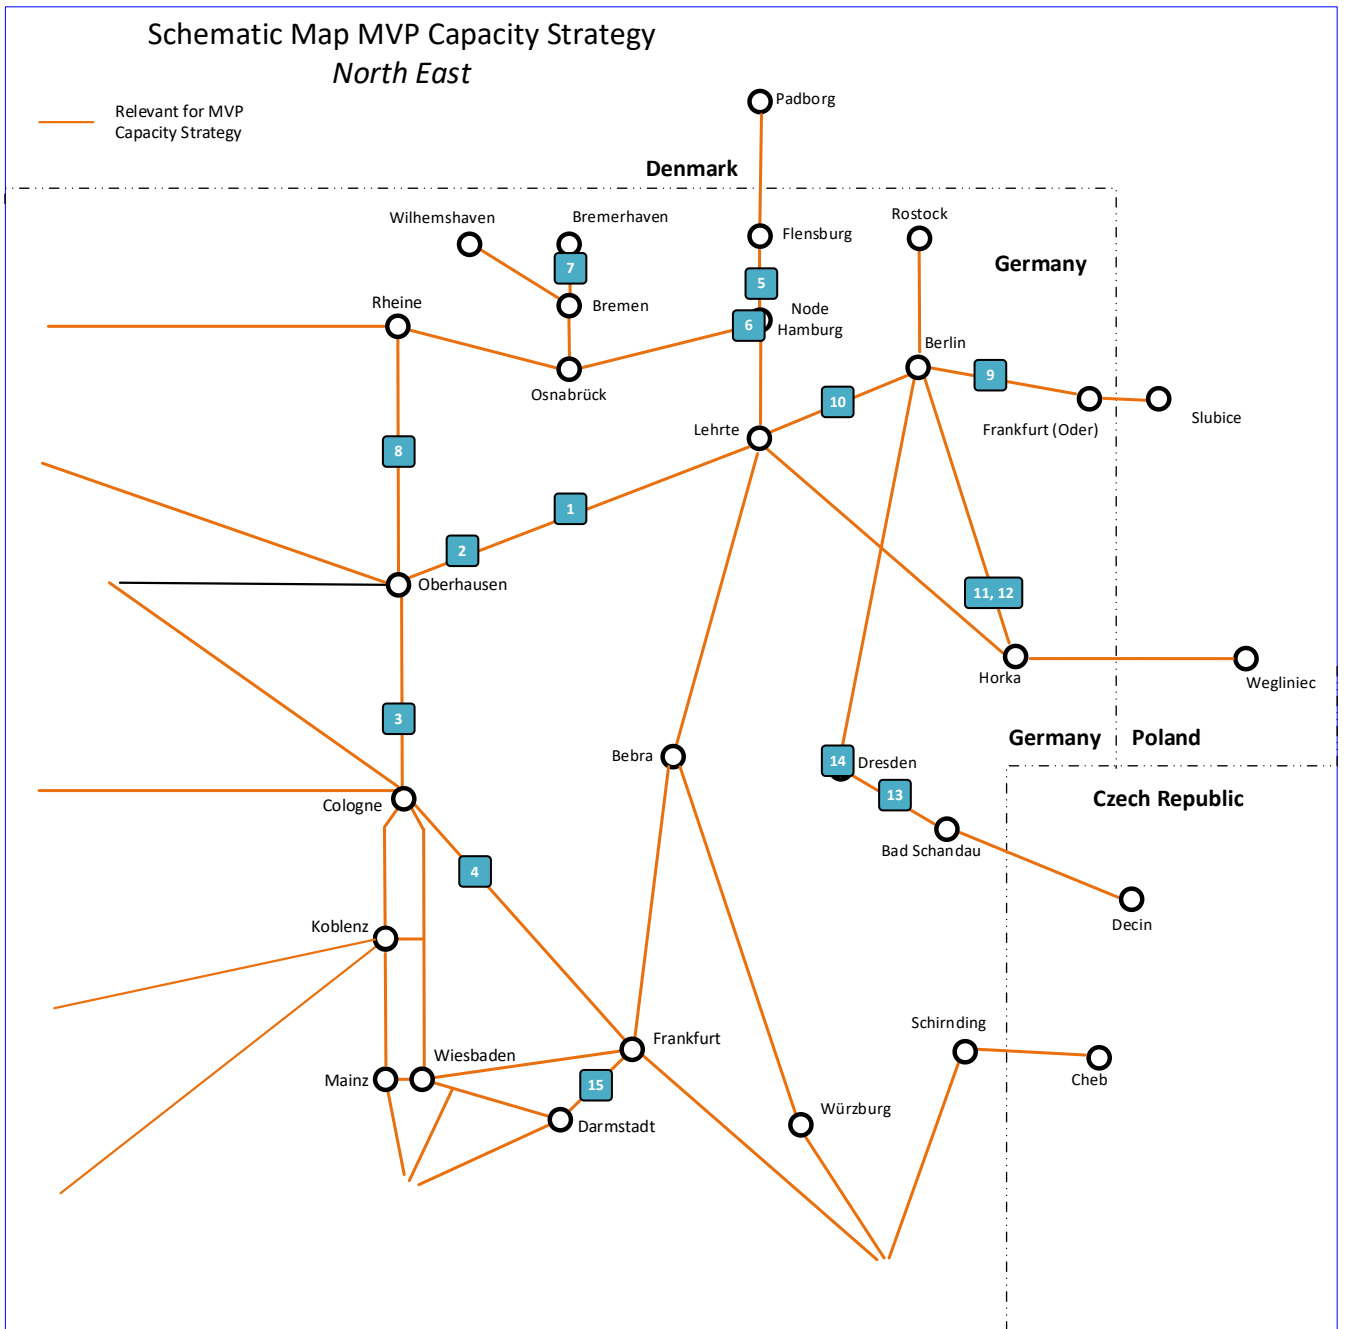 Schematic Map MVP Capacity Strategy
North East
Relevant for MVP
Capacity Strategy
Padborg
Denmark
Wilhemshaven
Bremerhaven
Rostock
Flensburg
Germany
7
5
Rheine
Bremen
Node
Hamburg
6
Berlin
9
Osnabrück
10
Frankfurt (Oder)
Slubice
Lehrte
8
1
2
Oberhausen
11, 12
Horka
Wegliniec
3
Germany
Poland
Bebra
14
Dresden
13
Czech Republic
Cologne
Bad Schandau
4
Decin
Koblenz
Schirnding
Frankfurt
Wiesbaden
Mainz
15
Cheb
Würzburg
Darmstadt